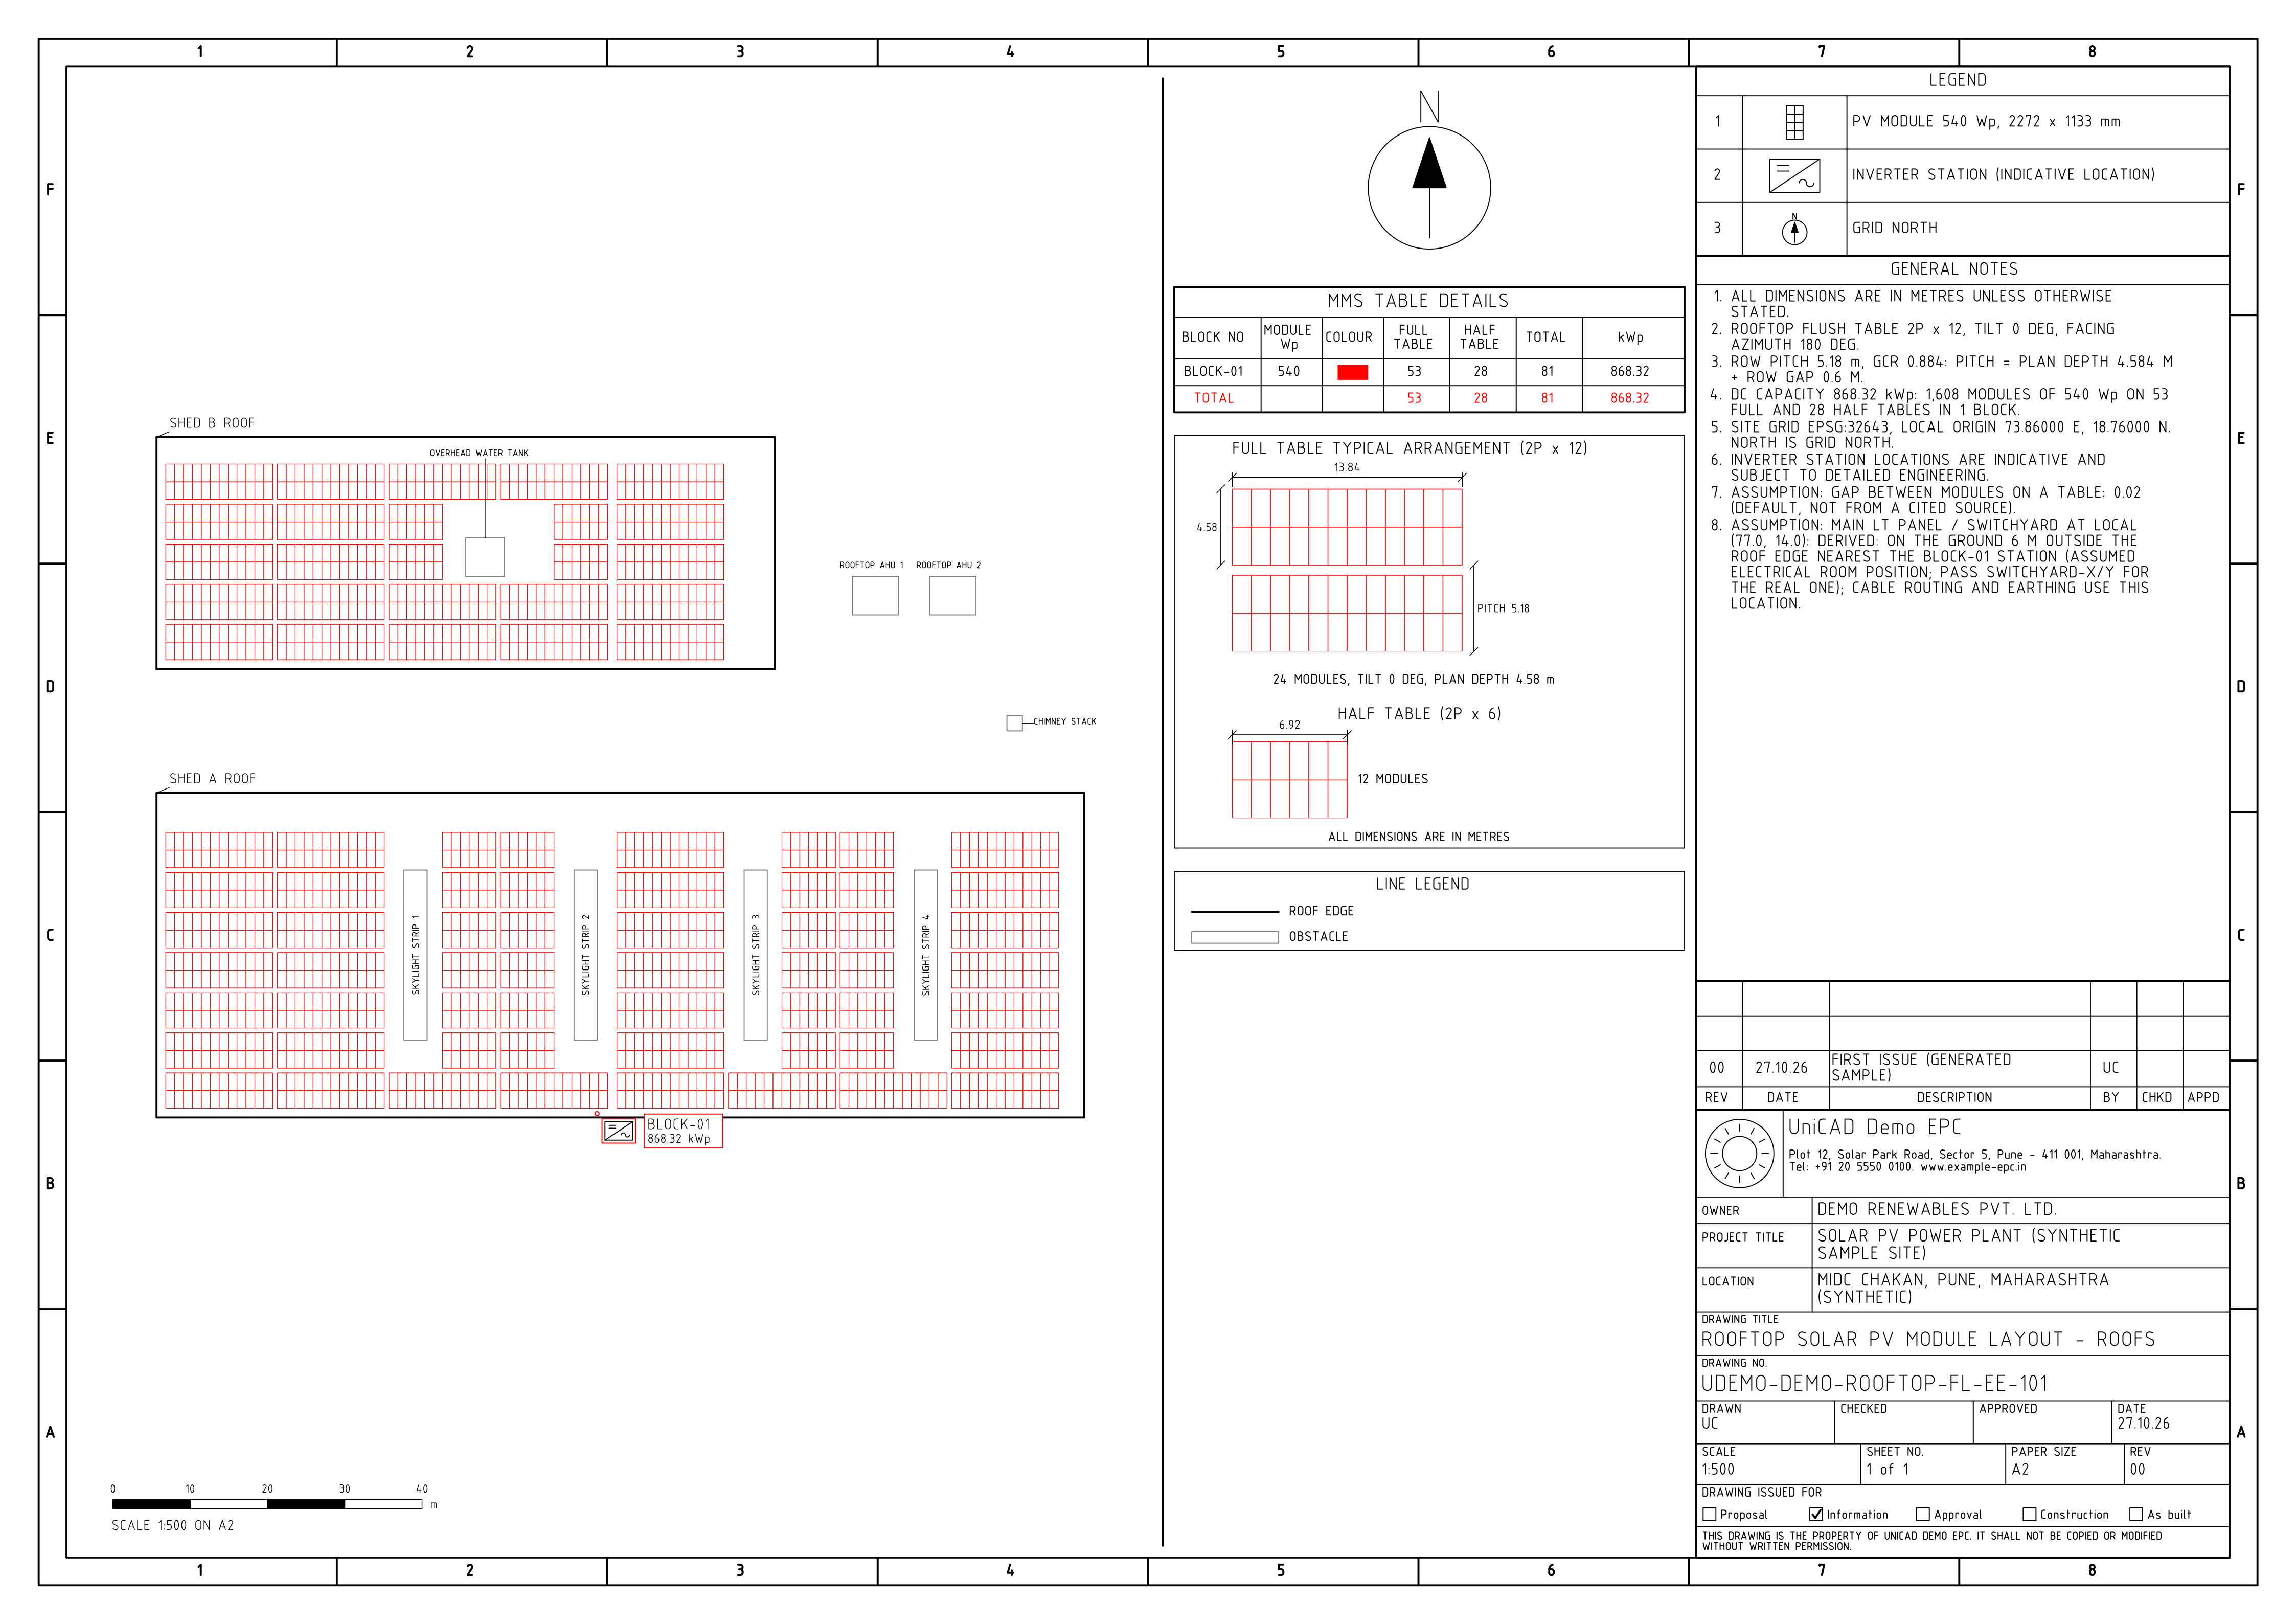 1 2 3 4 5 6 7 8
F
E
D
C
B
A
SHED B ROOF
OVERHEAD WATER TANK
ROOFTOP AHU 1
ROOFTOP AHU 2
CHIMNEY STACK
SHED A ROOF
SKYLIGHT STRIP 1
SKYLIGHT STRIP 2
SKYLIGHT STRIP 3
SKYLIGHT STRIP 4
BLOCK-01
868.32 kWp
0 10 20 30 40
m
SCALE 1:500 ON A2
N
MMS TABLE DETAILS
BLOCK NO MODULE Wp COLOUR FULL TABLE HALF TABLE TOTAL kWp
BLOCK-01 540 53 28 81 868.32
TOTAL 53 28 81 868.32
FULL TABLE TYPICAL ARRANGEMENT (2P x 12)
13.84
4.58
PITCH 5.18
24 MODULES, TILT 0 DEG, PLAN DEPTH 4.58 m
HALF TABLE (2P x 6)
6.92
12 MODULES
ALL DIMENSIONS ARE IN METRES
LINE LEGEND
ROOF EDGE
OBSTACLE
LEGEND
1 PV MODULE 540 Wp, 2272 x 1133 mm
2 INVERTER STATION (INDICATIVE LOCATION)
3 N GRID NORTH
GENERAL NOTES
1. ALL DIMENSIONS ARE IN METRES UNLESS OTHERWISE
STATED.
2. ROOFTOP FLUSH TABLE 2P x 12, TILT 0 DEG, FACING
AZIMUTH 180 DEG.
3. ROW PITCH 5.18 m, GCR 0.884: PITCH = PLAN DEPTH 4.584 M
+ ROW GAP 0.6 M.
4. DC CAPACITY 868.32 kWp: 1,608 MODULES OF 540 Wp ON 53
FULL AND 28 HALF TABLES IN 1 BLOCK.
5. SITE GRID EPSG:32643, LOCAL ORIGIN 73.86000 E, 18.76000 N.
NORTH IS GRID NORTH.
6. INVERTER STATION LOCATIONS ARE INDICATIVE AND
SUBJECT TO DETAILED ENGINEERING.
7. ASSUMPTION: GAP BETWEEN MODULES ON A TABLE: 0.02
(DEFAULT, NOT FROM A CITED SOURCE).
8. ASSUMPTION: MAIN LT PANEL / SWITCHYARD AT LOCAL
(77.0, 14.0): DERIVED: ON THE GROUND 6 M OUTSIDE THE
ROOF EDGE NEAREST THE BLOCK-01 STATION (ASSUMED
ELECTRICAL ROOM POSITION; PASS SWITCHYARD-X/Y FOR
THE REAL ONE); CABLE ROUTING AND EARTHING USE THIS
LOCATION.
00 27.10.26 FIRST ISSUE (GENERATED SAMPLE) UC
REV DATE DESCRIPTION BY CHKD APPD
UniCAD Demo EPC
Plot 12, Solar Park Road, Sector 5, Pune - 411 001, Maharashtra.
Tel: +91 20 5550 0100. www.example-epc.in
OWNER DEMO RENEWABLES PVT. LTD.
PROJECT TITLE SOLAR PV POWER PLANT (SYNTHETIC
SAMPLE SITE)
LOCATION MIDC CHAKAN, PUNE, MAHARASHTRA
(SYNTHETIC)
DRAWING TITLE
ROOFTOP SOLAR PV MODULE LAYOUT - ROOFS
DRAWING NO.
UDEMO-DEMO-ROOFTOP-FL-EE-101
DRAWN CHECKED APPROVED DATE
UC 27.10.26
SCALE SHEET NO. PAPER SIZE REV
1:500 1 of 1 A2 00
DRAWING ISSUED FOR
Proposal Information Approval Construction As built
THIS DRAWING IS THE PROPERTY OF UNICAD DEMO EPC. IT SHALL NOT BE COPIED OR MODIFIED
WITHOUT WRITTEN PERMISSION.
F
E
D
C
B
A
1 2 3 4 5 6 7 8